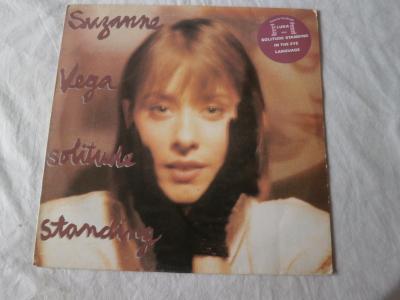 Suzanne
Vega
solitude
standing
LUKA
SOLITUDE STANDING
IN THE EYE
LANGUAGE